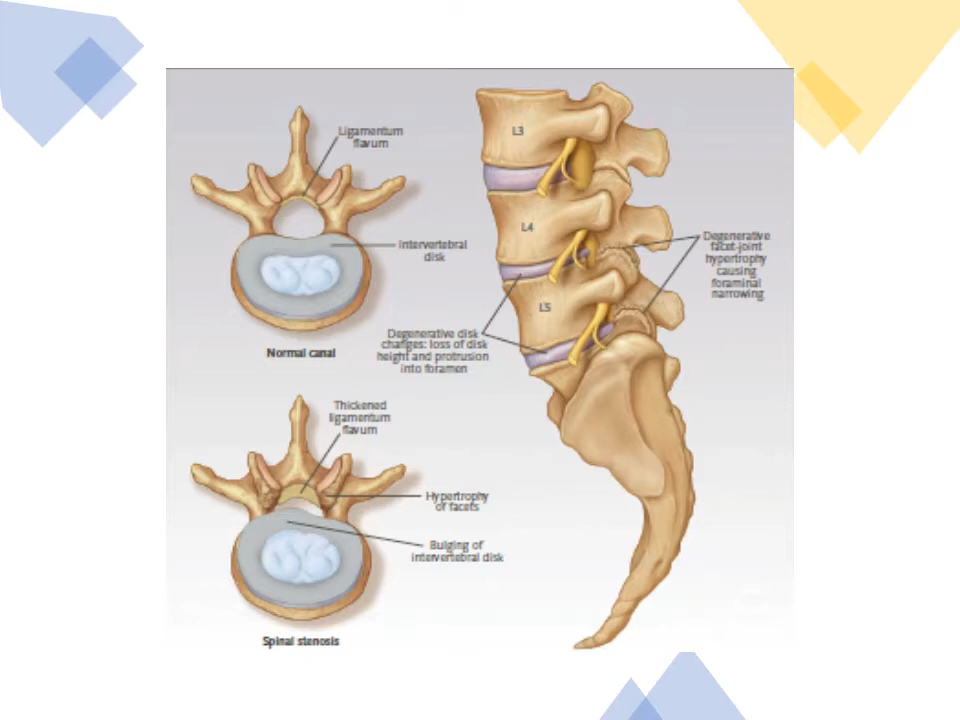 Ligamentum
flavum
Intervertebral
disk
Normal canal
Thickened
ligamentum
flavum
Hypertrophy
of facets
Bulging of
intervertebral disk
Spinal stenosis
L3
L4
L5
Degenerative disk
changes: loss of disk
height and protrusion
into foramen
Degenerative
facet-joint
hypertrophy
causing
foraminal
narrowing